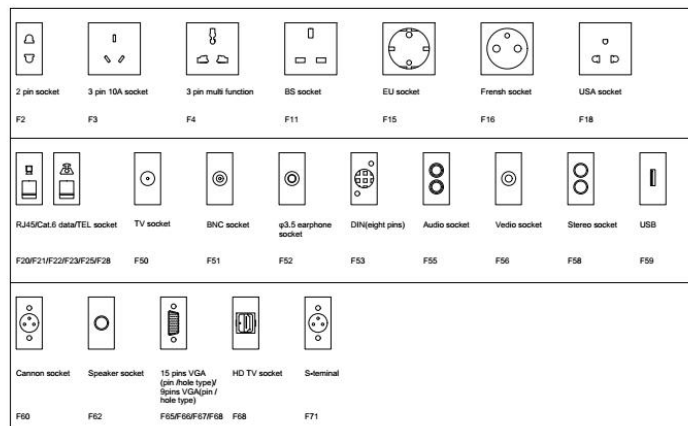 2 pin socket 3 pin 10A socket 3 pin multi function BS socket EU socket Frensh socket USA socket
F2 F3 F4 F11 F15 F16 F18
RJ45/Cat.6 data/TEL socket TV socket BNC socket φ3.5 earphone socket DIN(eight pins) Audio socket Vedio socket Stereo socket USB
F20/F21/F22/F23/F25/F28 F50 F51 F52 F53 F55 F56 F58 F59
Cannon socket Speaker socket 15 pins VGA (pin /hole type)/ 9pins VGA(pin / hole type) HD TV socket S-teminal
F60 F62 F65/F66/F67/F68 F68 F71